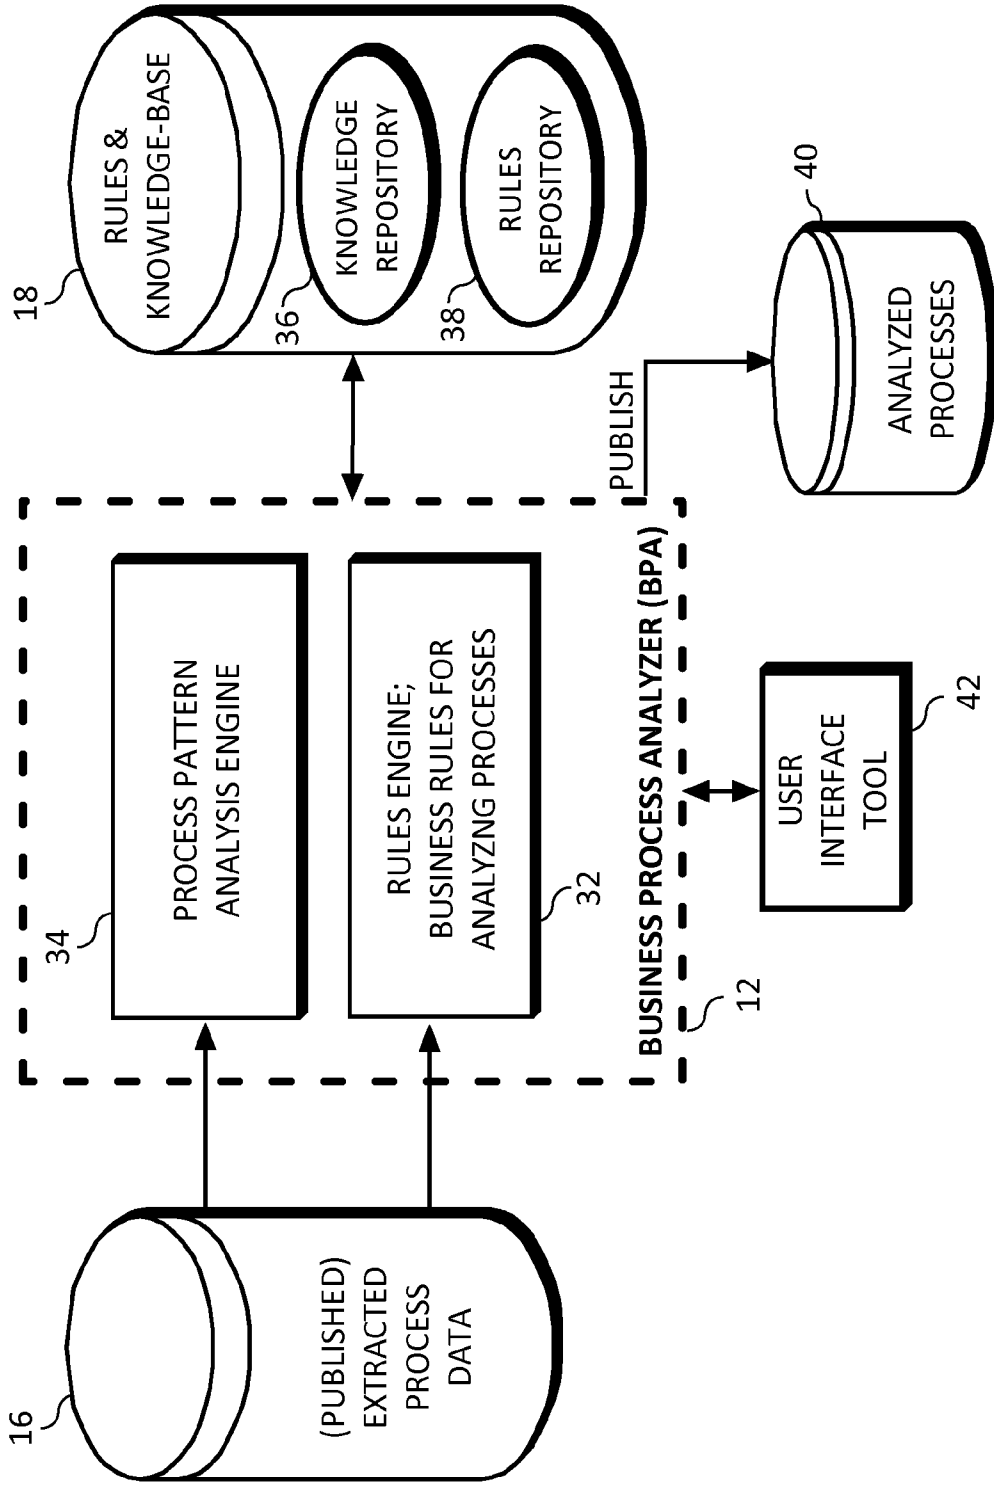 16
(PUBLISHED)
EXTRACTED
PROCESS
DATA
34
PROCESS PATTERN
ANALYSIS ENGINE
RULES ENGINE;
BUSINESS RULES FOR
ANALYZNG PROCESSES
32
BUSINESS PROCESS ANALYZER (BPA)
12
18
RULES &
KNOWLEDGE-BASE
36
KNOWLEDGE
REPOSITORY
38
RULES
REPOSITORY
PUBLISH
40
ANALYZED
PROCESSES
USER
INTERFACE
TOOL
42